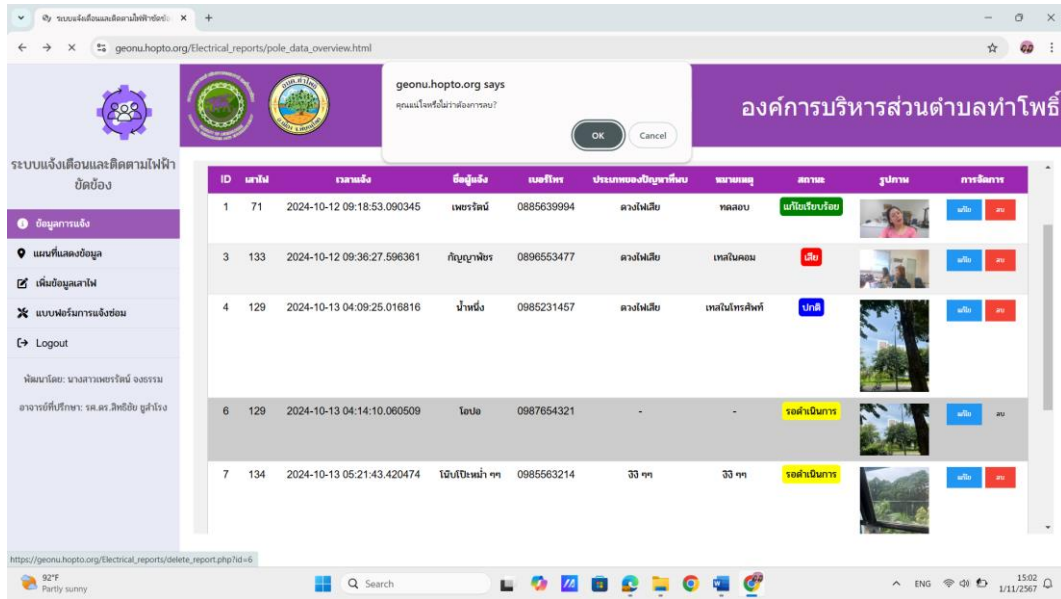 ระบบแจ้งเตือนและติดตามไฟฟ้าขัดข้อ
geonu.hopto.org/Electrical_reports/pole_data_overview.html
geonu.hopto.org says
คุณแน่ใจหรือไม่ว่าต้องการลบ?
OK Cancel
องค์การบริหารส่วนตำบลทำโพธิ์
ระบบแจ้งเตือนและติดตามไฟฟ้า
ขัดข้อง
ข้อมูลการแจ้ง
แผนที่แสดงข้อมูล
เพิ่มข้อมูลเสาไฟ
แบบฟอร์มการแจ้งซ่อม
Logout
พัฒนาโดย: นางสาวเพชรรัตน์ จงธรรม
อาจารย์ที่ปรึกษา: รศ.ดร.สิทธิชัย ชูสำโรง
ID เสาไฟ เวลาแจ้ง ชื่อผู้แจ้ง เบอร์โทร ประเภทของปัญหาที่พบ หมายเหตุ สถานะ รูปภาพ การจัดการ
1 71 2024-10-12 09:18:53.090345 เพชรรัตน์ 0885639994 ดวงไฟเสีย ทดสอบ แก้ไขเรียบร้อย แก้ไข ลบ
3 133 2024-10-12 09:36:27.596361 กัญญาพัชร 0896553477 ดวงไฟเสีย เทสในคอม เสีย แก้ไข ลบ
4 129 2024-10-13 04:09:25.016816 น้ำหนึ่ง 0985231457 ดวงไฟเสีย เทสในโทรศัพท์ ปกติ แก้ไข ลบ
6 129 2024-10-13 04:14:10.060509 โอปอ 0987654321 - - รอดำเนินการ แก้ไข ลบ
7 134 2024-10-13 05:21:43.420474 0985563214 อิอิ ๆๆ อิอิ ๆๆ รอดำเนินการ แก้ไข ลบ
https://geonu.hopto.org/Electrical_reports/delete_report.php?id=6
92°F
Partly sunny
Search
ENG
15:02
1/11/2567